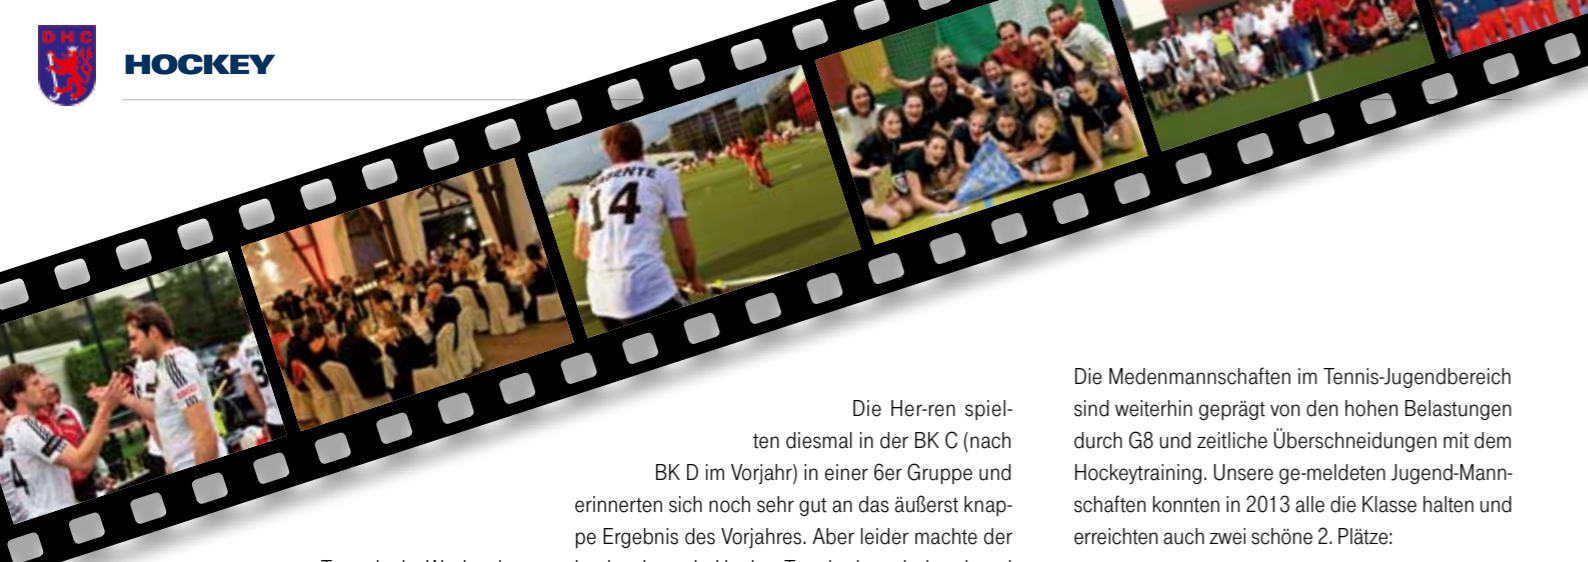 DHC
HOCKEY
14
Die Her-ren spiel-
ten diesmal in der BK C (nach
BK D im Vorjahr) in einer 6er Gruppe und
erinnerten sich noch sehr gut an das äußerst knap-
pe Ergebnis des Vorjahres. Aber leider machte der
Die Medenmannschaften im Tennis-Jugendbereich
sind weiterhin geprägt von den hohen Belastungen
durch G8 und zeitliche Überschneidungen mit dem
Hockeytraining. Unsere ge-meldeten Jugend-Mann-
schaften konnten in 2013 alle die Klasse halten und
erreichten auch zwei schöne 2. Plätze: